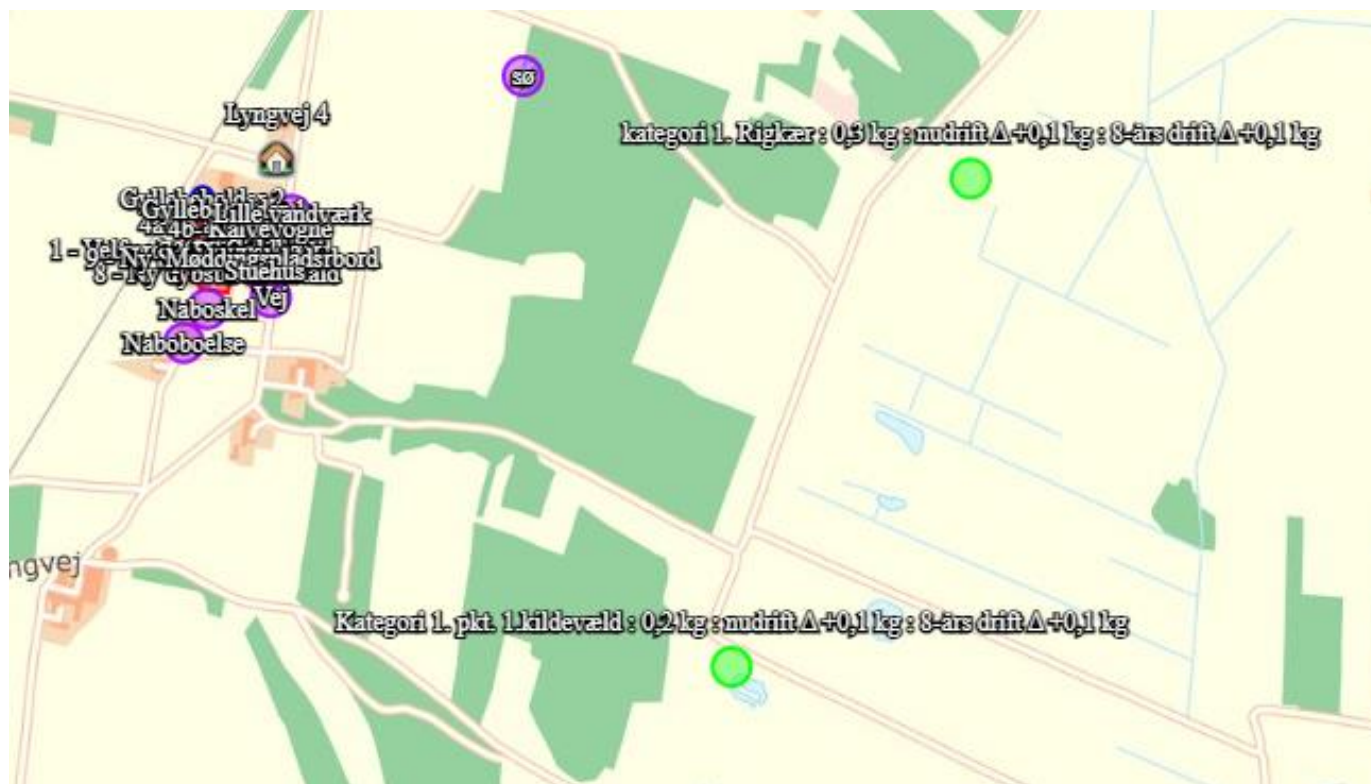 sø
Lyngvej 4
kategori 1. Rigkær : 0,3 kg : nudrift Δ +0,1 kg : 8-års drift Δ +0,1 kg
Lille vandværk
4b- Kalvevogne
Stuehus
Vej
Naboskel
Naboboelse
ngvej
Kategori 1. pkt. 1.kildevæld : 0,2 kg : nudrift Δ +0,1 kg : 8-års drift Δ +0,1 kg